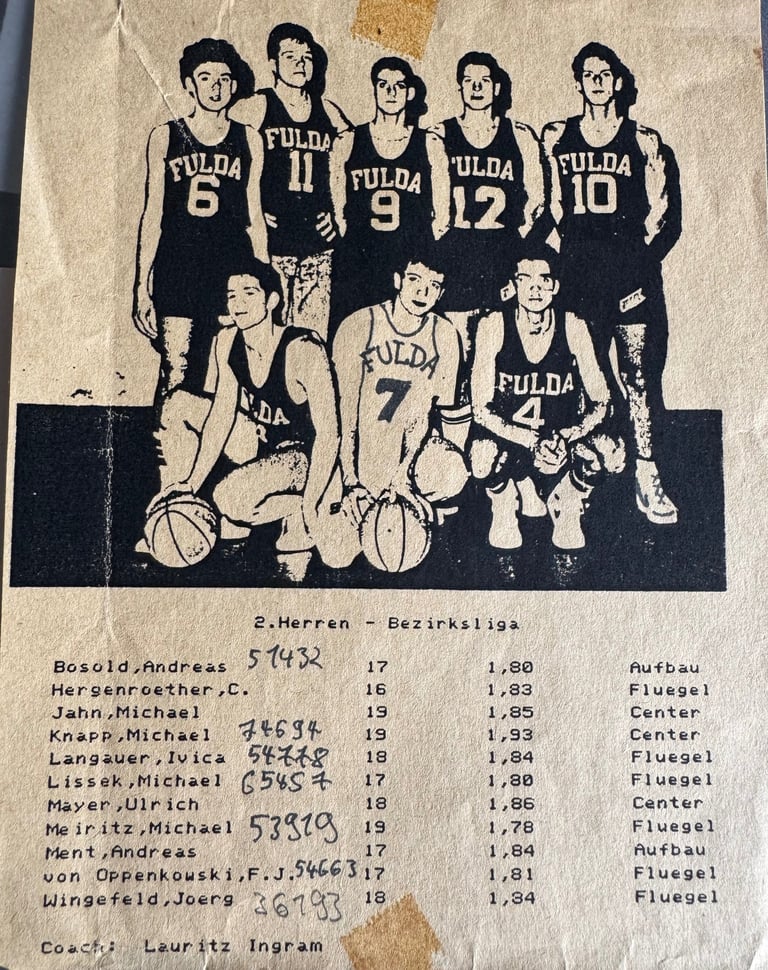 FULDA
6
FULDA
11
FULDA
9
ULDA
12
FULDA
10
LDA
FULDA
7
FULDA
4
2.Herren - Bezirksliga
Bosold,Andreas 51432 17 1,80 Aufbau
Hergenroether,C. 16 1,83 Fluegel
Jahn,Michael 19 1,85 Center
Knapp,Michael 74694 19 1,93 Center
Langauer,Ivica 54778 18 1,84 Fluegel
Lissek,Michael 65457 17 1,80 Fluegel
Mayer,Ulrich 18 1,86 Center
Meiritz,Michael 53919 19 1,78 Fluegel
Ment,Andreas 17 1,84 Aufbau
von Oppenkowski,F.J. 54663 17 1,81 Fluegel
Wingefeld,Joerg 36793 18 1,84 Fluegel
Coach: Lauritz Ingram